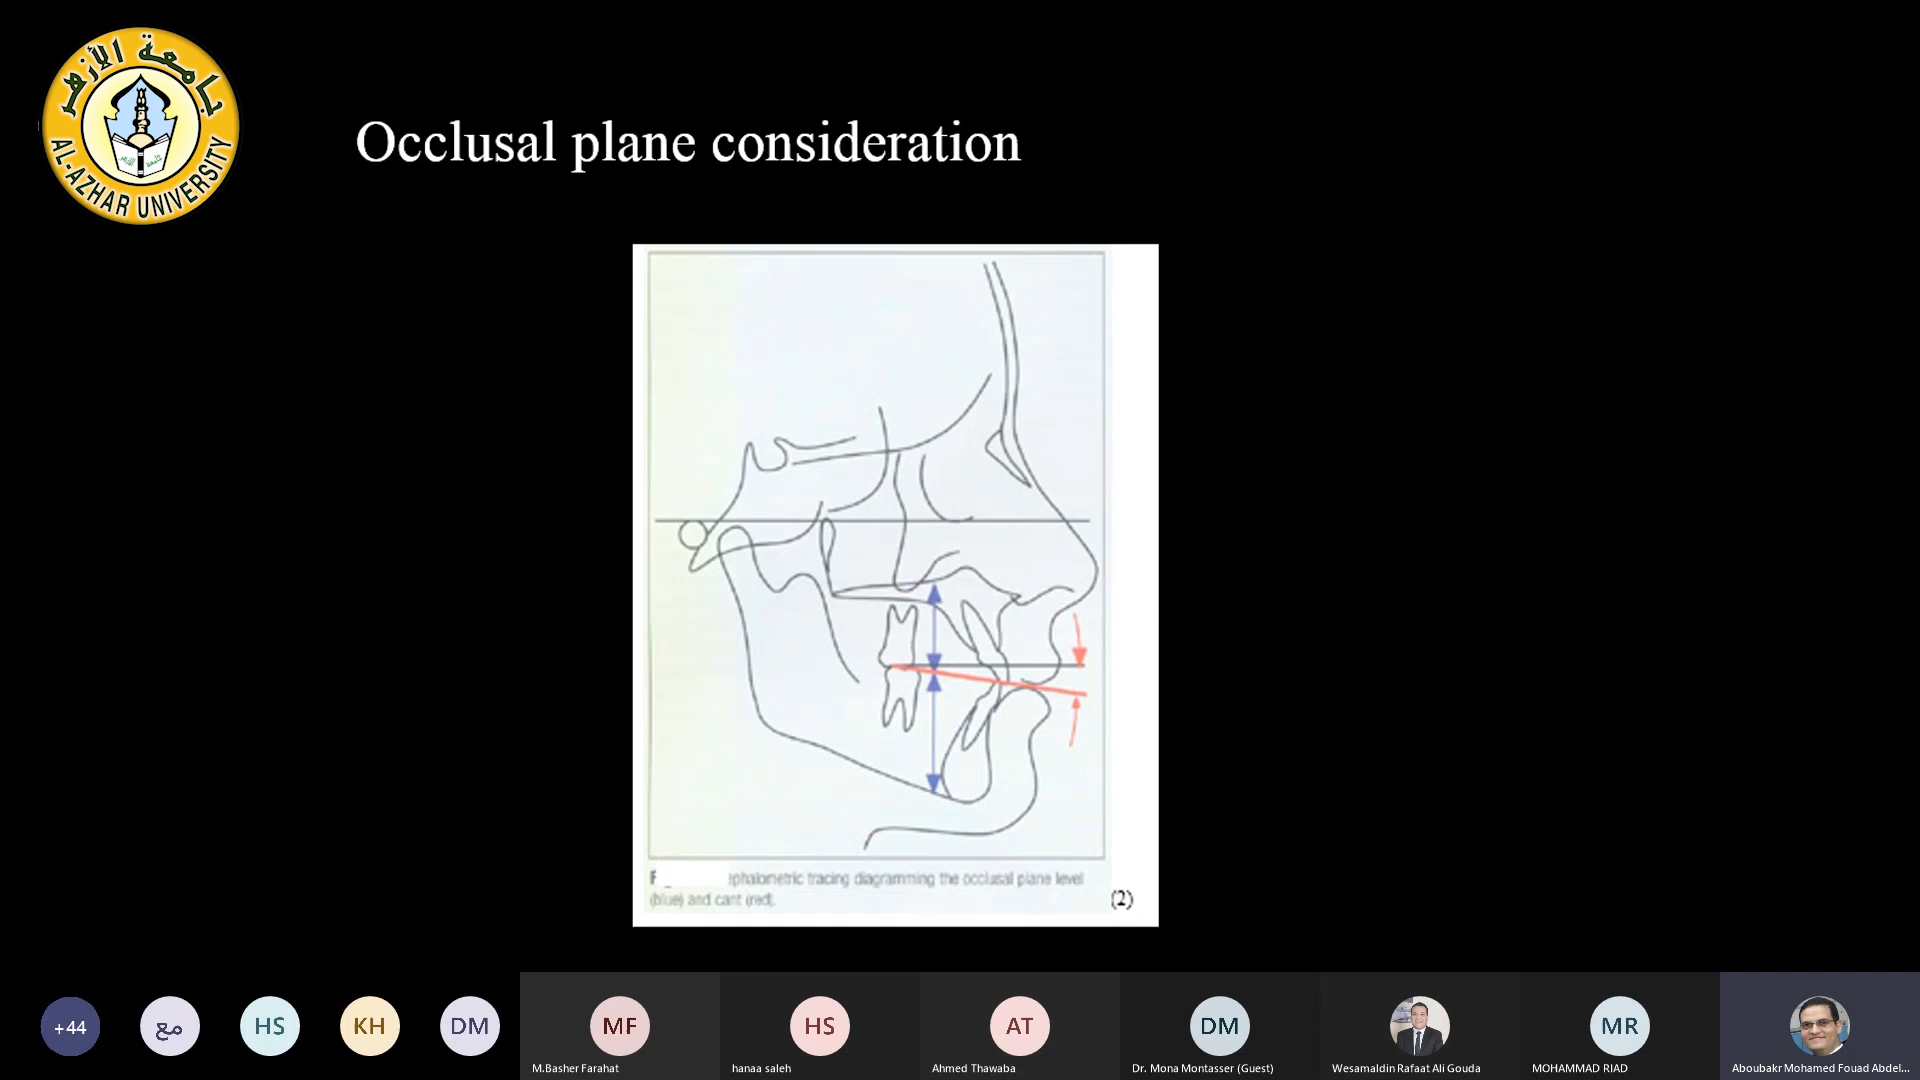 جامعة الأزهر
AL-AZHAR UNIVERSITY
Occlusal plane consideration
F
ephalometric tracing diagramming the occlusal plane level
(blue) and cant (red).
(2)
+44
مع
HS
KH
DM
MF
HS
AT
DM
MR
M.Basher Farahat
hanaa saleh
Ahmed Thawaba
Dr. Mona Montasser (Guest)
Wesamaldin Rafaat Ali Gouda
MOHAMMAD RIAD
Aboubakr Mohamed Fouad Abdel...